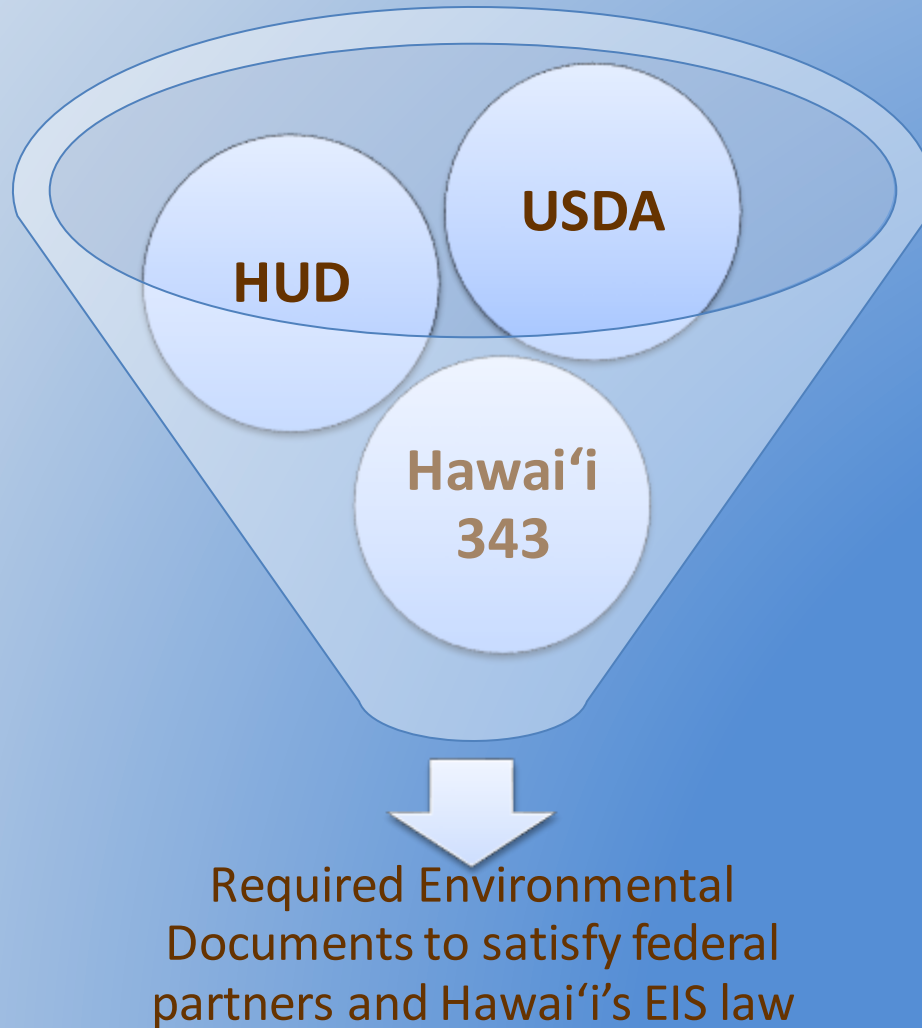 USDA
HUD
Hawaiʻi
343
Required Environmental
Documents to satisfy federal
partners and Hawaiʻi’s EIS law